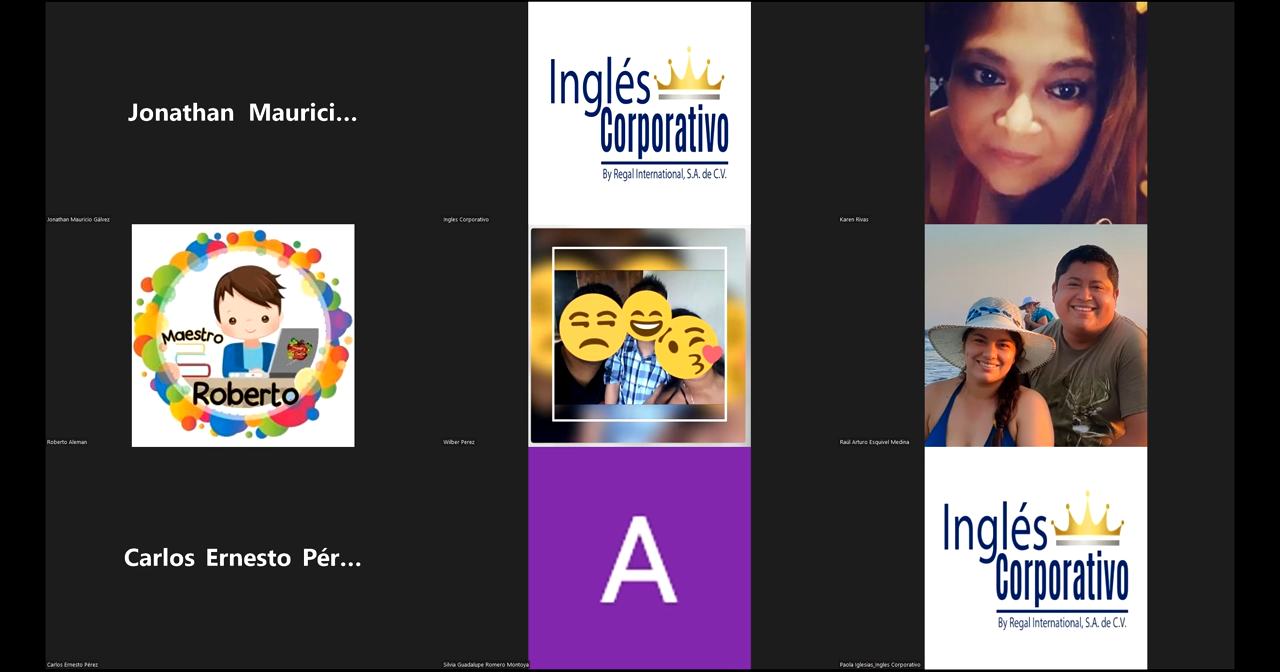 Jonathan Maurici...
Jonathan Mauricio Gálvez
Inglés
Corporativo
By Regal International, S.A. de C.V.
Ingles Corporativo
Karen Rivas
Maestro
Roberto
Roberto Aleman
Wilber Perez
Raúl Arturo Esquivel Medina
Carlos Ernesto Pér...
Carlos Ernesto Pérez
A
Silvia Guadalupe Romero Montoya
Inglés
Corporativo
By Regal International, S.A. de C.V.
Paola Iglesias_Ingles Corporativo